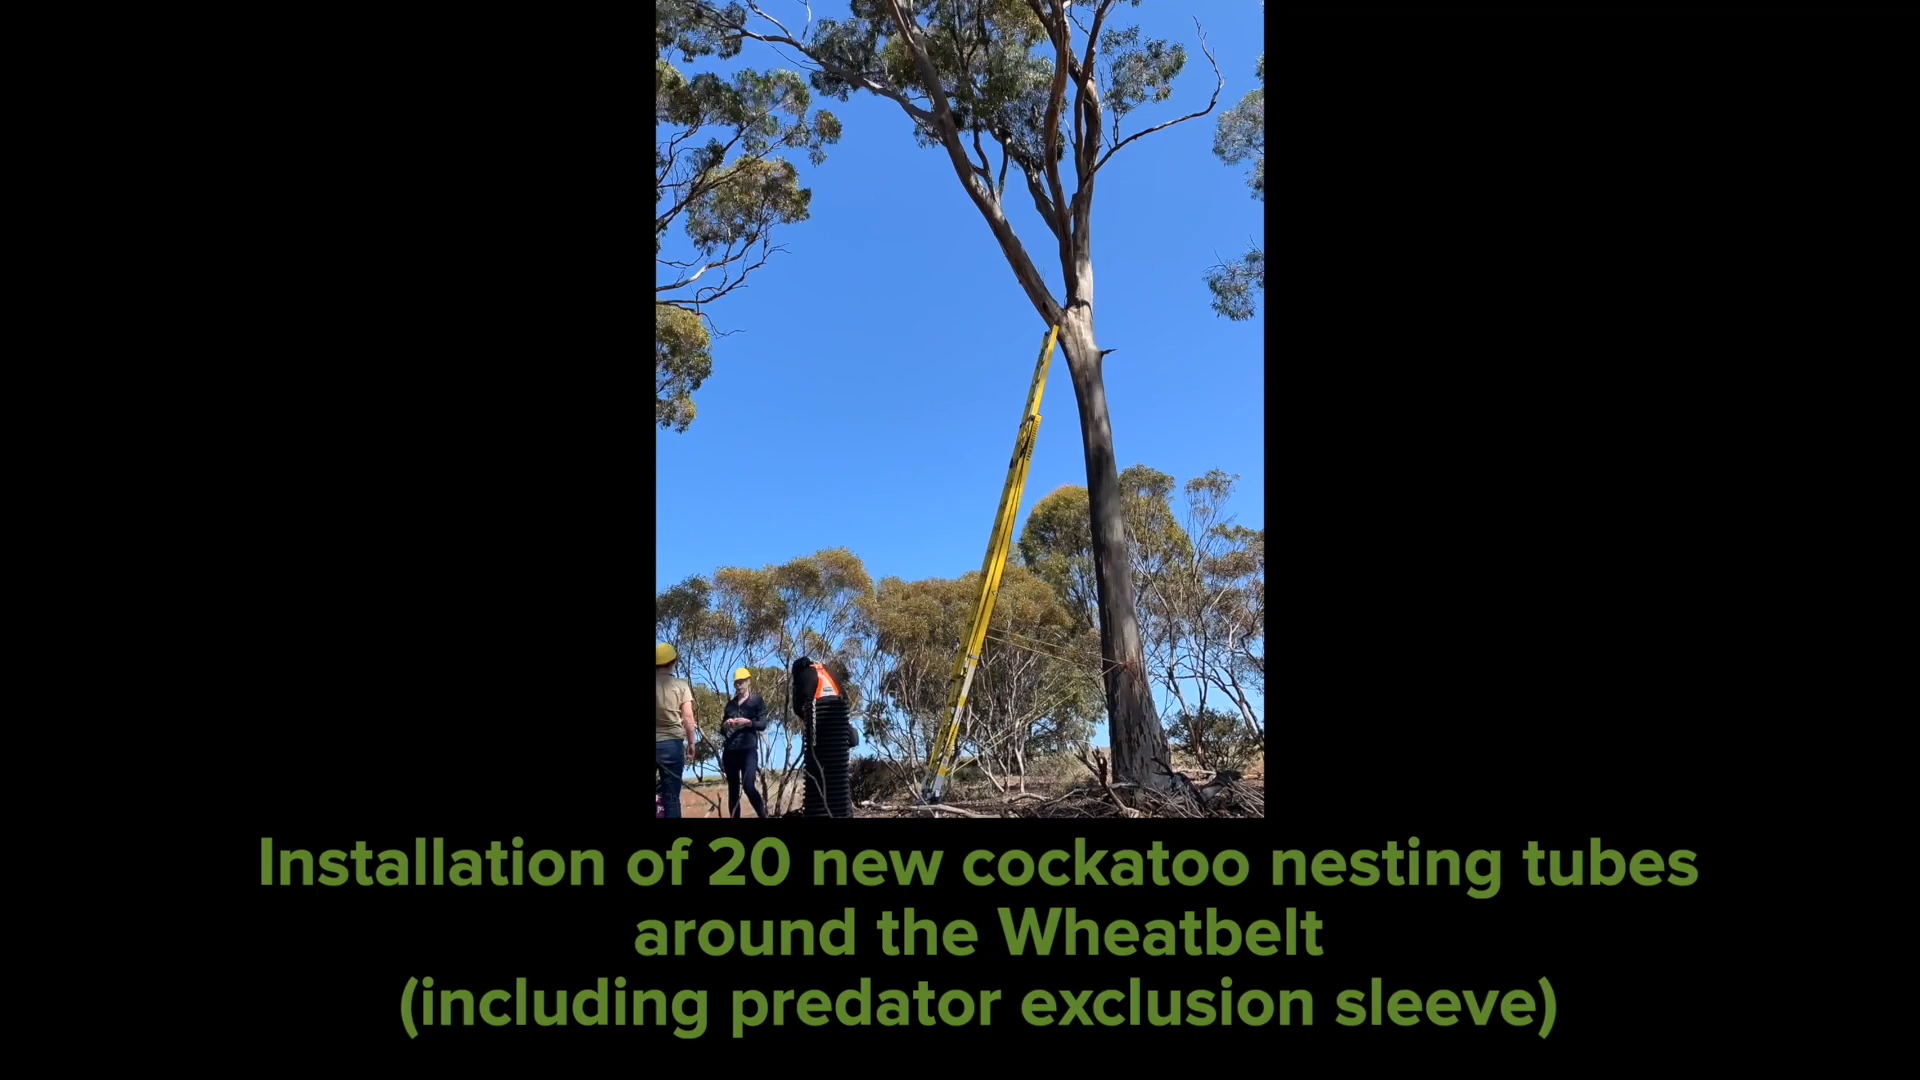 Installation of 20 new cockatoo nesting tubes
around the Wheatbelt
(including predator exclusion sleeve)